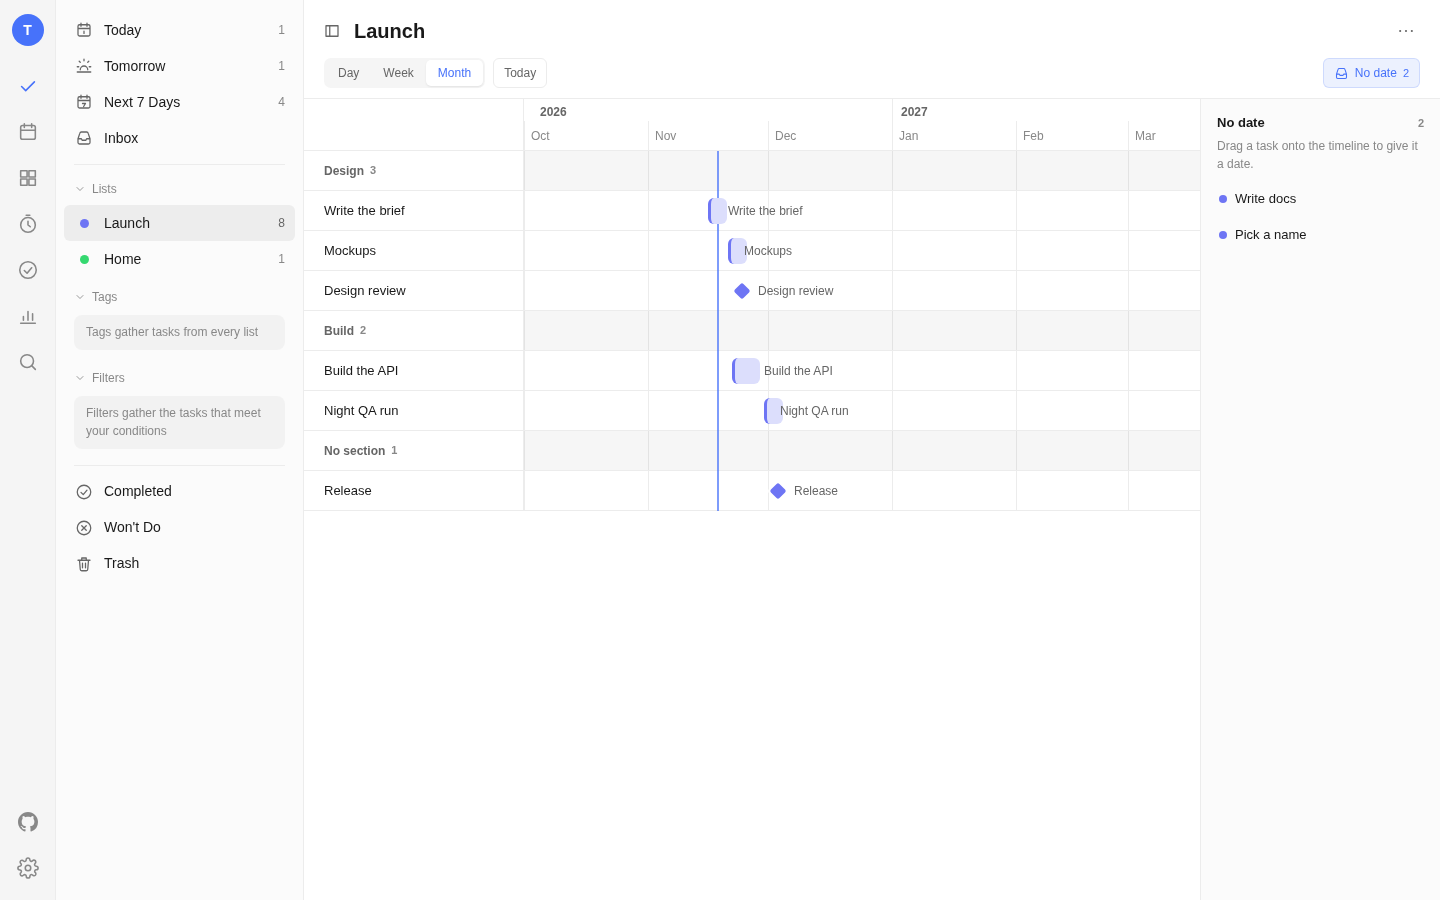 T
Today 1
Tomorrow 1
7
Next 7 Days 4
Inbox
Lists
Launch 8
Home 1
Tags
Tags gather tasks from every list
Filters
Filters gather the tasks that meet
your conditions
Completed
Won't Do
Trash
Launch
Day Week Month Today
No date 2
2026 2027
Oct Nov Dec Jan Feb Mar
Design 3
Write the brief Write the brief
Mockups Mockups
Design review Design review
Build 2
Build the API Build the API
Night QA run Night QA run
No section 1
Release Release
No date 2
Drag a task onto the timeline to give it
a date.
Write docs
Pick a name